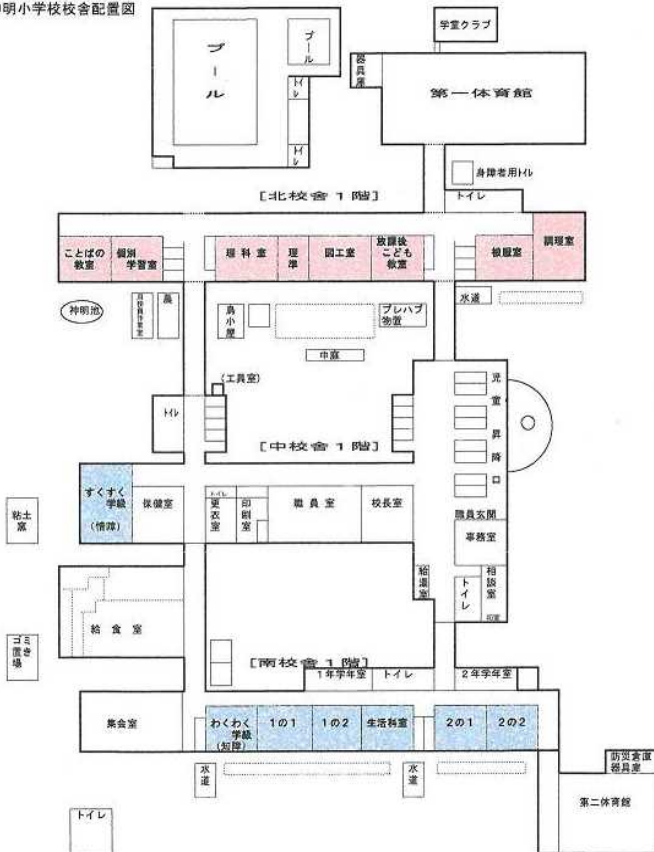 明小学校校舎配置図
プール
プール
トイレ
トイレ
学童クラブ
器具庫
第一体育館
身障者用トイレ
トイレ
[北校舎1階]
ことばの
教室
個別
学習室
理科室
理準
図工室
放課後
こども
教室
被服室
調理室
神明池
農
鳥小屋
プレハブ
物置
水道
中庭
(工具室)
トイレ
[中校舎1階]
児童昇降口
すくすく
学級
(情障)
保健室
トイレ
更衣室
印刷室
職員室
校長室
職員玄関
事務室
粘土窯
給湯室
トイレ
相談室
給食室
ゴミ置き場
[南校舎1階]
1年学年室
トイレ
2年学年室
集会室
わくわく
学級
(知障)
1の1
1の2
生活科室
2の1
2の2
水道
水道
防災倉庫
器具室
第二体育館
トイレ